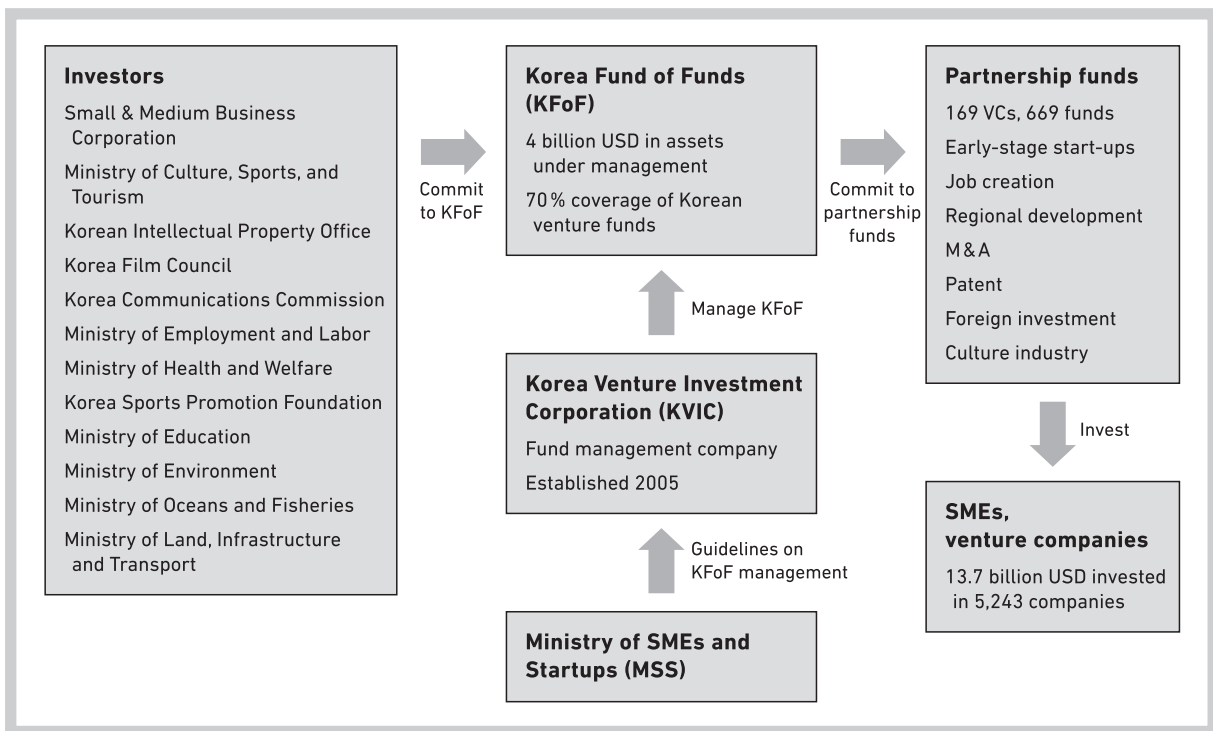 Investors
Small & Medium Business
Corporation
Ministry of Culture, Sports, and
Tourism
Korean Intellectual Property Office
Korea Film Council
Korea Communications Commission
Ministry of Employment and Labor
Ministry of Health and Welfare
Korea Sports Promotion Foundation
Ministry of Education
Ministry of Environment
Ministry of Oceans and Fisheries
Ministry of Land, Infrastructure
and Transport
Commit
to KFoF
Korea Fund of Funds
(KFoF)
4 billion USD in assets
under management
70% coverage of Korean
venture funds
Manage KFoF
Korea Venture Investment
Corporation (KVIC)
Fund management company
Established 2005
Guidelines on
KFoF management
Ministry of SMEs and
Startups (MSS)
Commit to
partnership
funds
Partnership funds
169 VCs, 669 funds
Early-stage start-ups
Job creation
Regional development
M & A
Patent
Foreign investment
Culture industry
Invest
SMEs,
venture companies
13.7 billion USD invested
in 5,243 companies